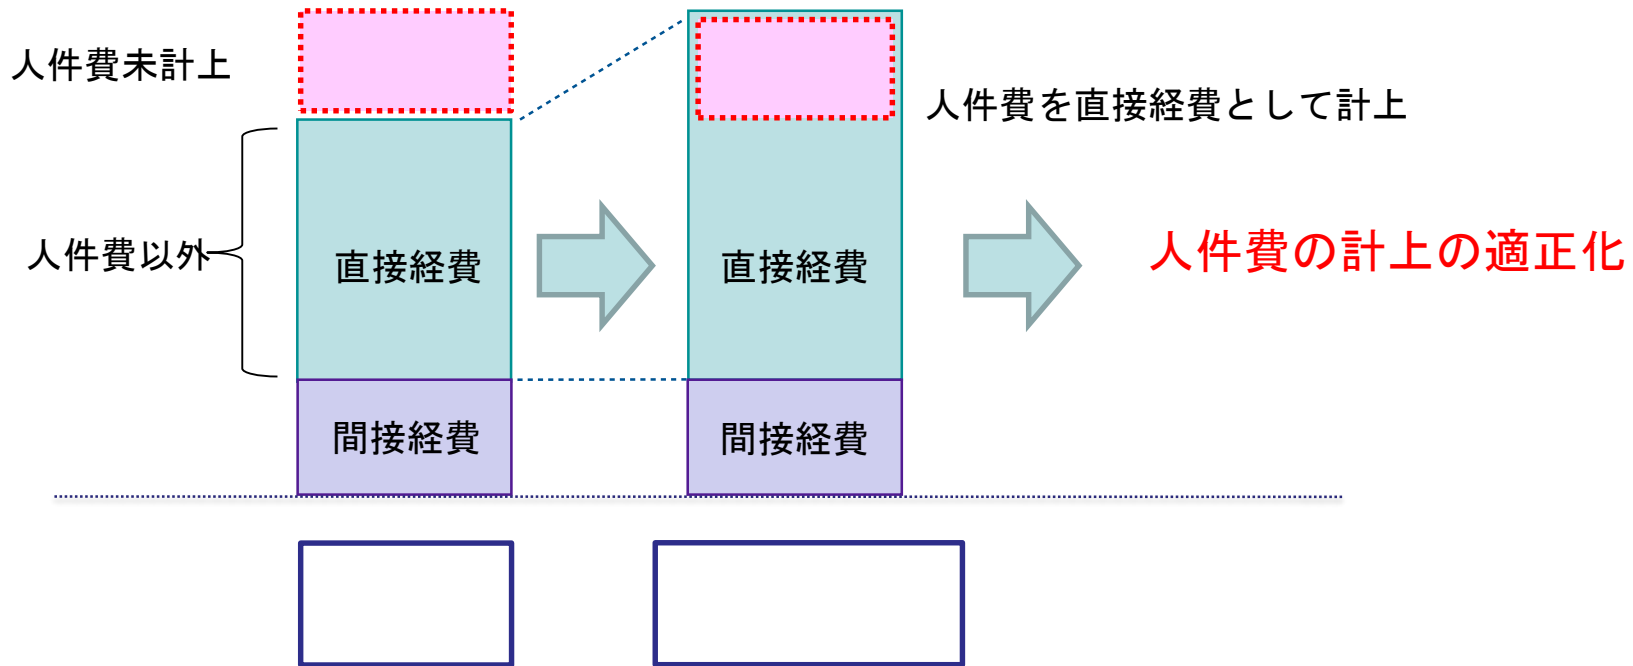 人件費未計上
人件費を直接経費として計上
人件費以外
直接経費
直接経費
人件費の計上の適正化
間接経費
間接経費